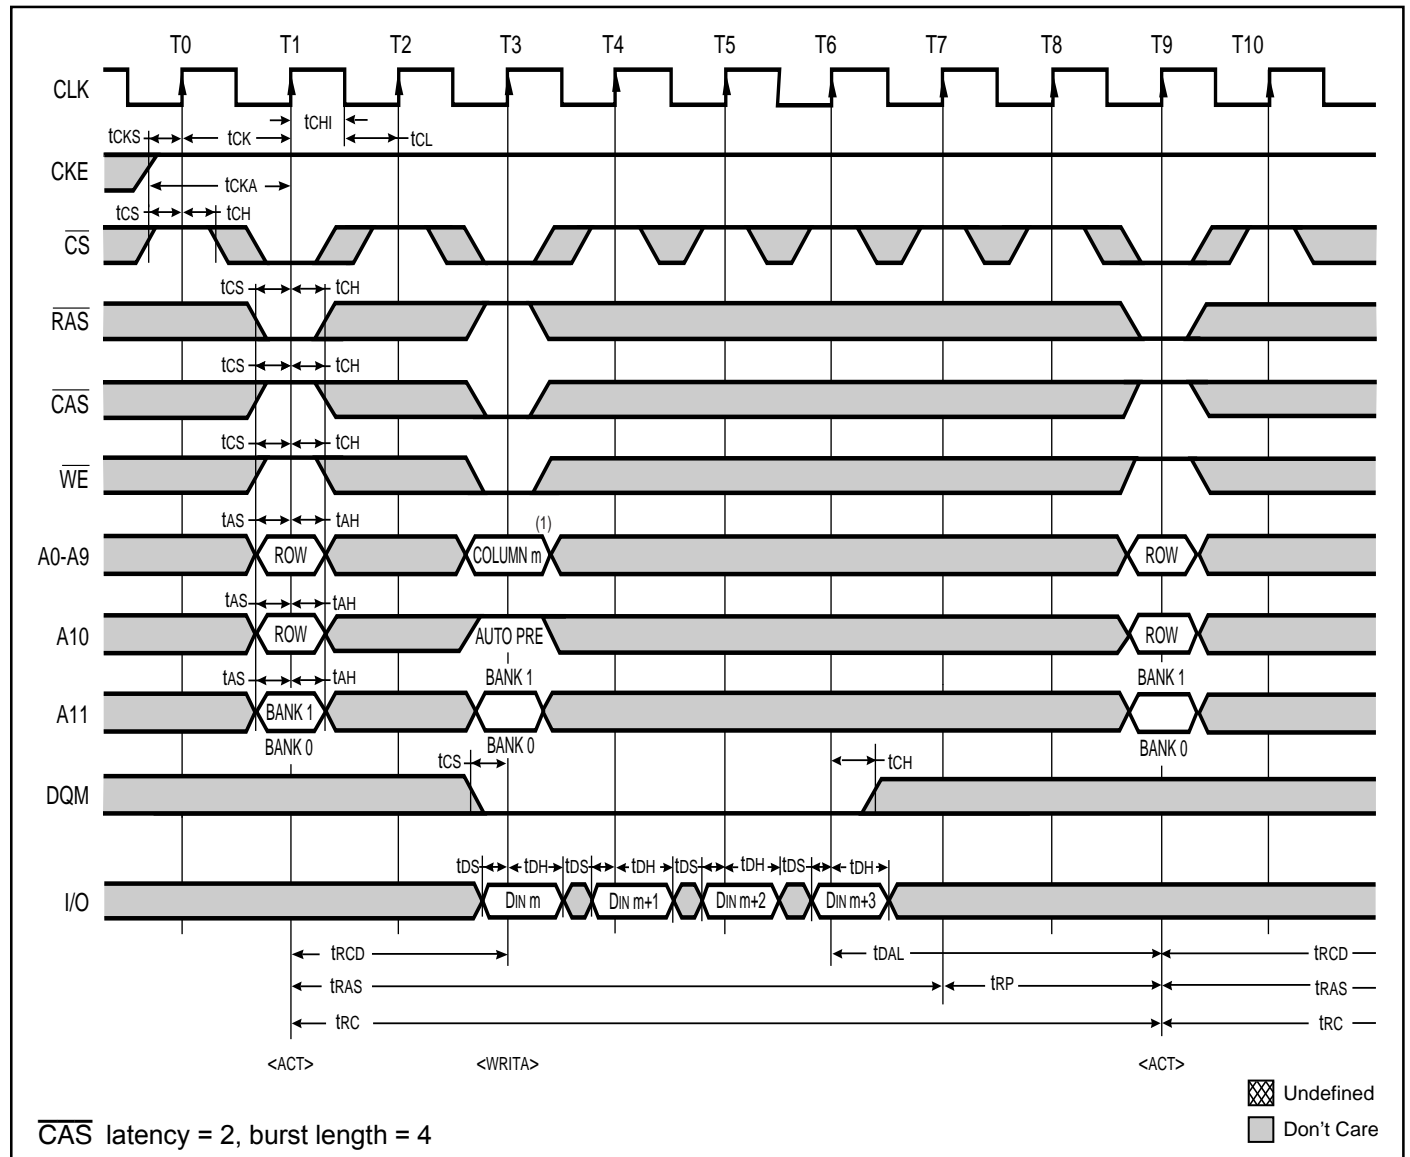 T0 T1 T2 T3 T4 T5 T6 T7 T8 T9 T10
CLK
tCHI
tCKS tCK tCL
CKE
tCKA
tCS tCH
CS
tCS tCH
RAS
tCS tCH
CAS
tCS tCH
WE
tAS tAH (1)
A0-A9 ROW COLUMN m ROW
tAS tAH
A10 ROW AUTO PRE ROW
BANK 1 BANK 1
tAS tAH
A11 BANK 1
BANK 0 BANK 0 BANK 0
tCS tCH
DQM
tDS tDH tDS tDH tDS tDH tDS tDH
I/O DIN m DIN m+1 DIN m+2 DIN m+3
tRCD tDAL tRCD
tRAS tRP tRAS
tRC tRC
<ACT> <WRITA> <ACT>
Undefined
CAS latency = 2, burst length = 4 Don't Care